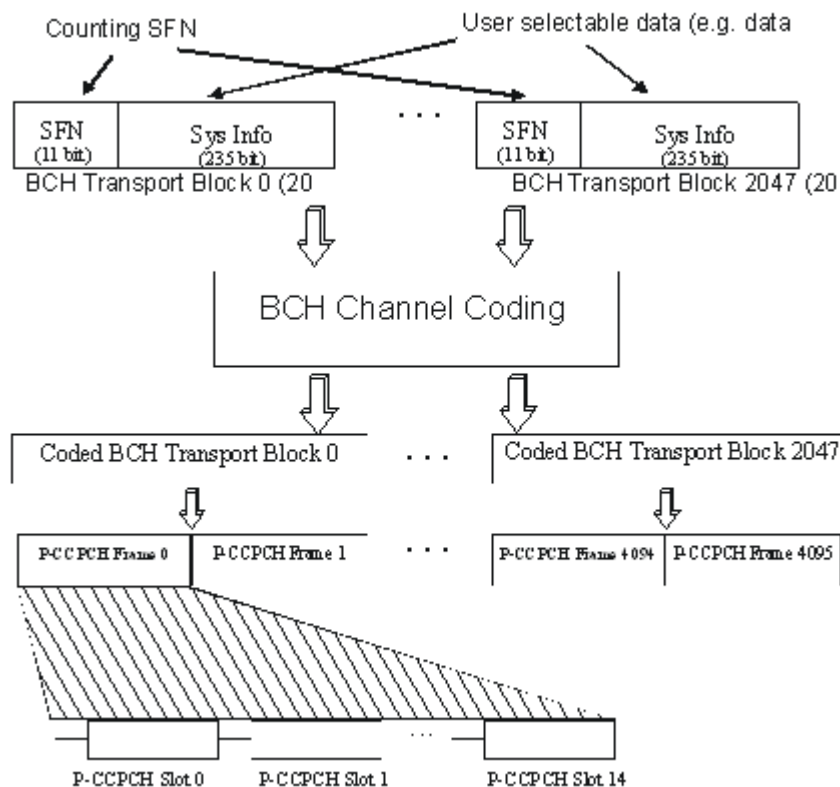 Counting SFN
User selectable data (e.g. data
SFN
(11 bit)
Sys Info
(235 bit)
. . .
SFN
(11 bit)
Sys Info
(235 bit)
BCH Transport Block 0 (20
BCH Transport Block 2047 (20
BCH Channel Coding
Coded BCH Transport Block 0
. . .
Coded BCH Transport Block 2047
P-CCPCH Frame 0
P-CCPCH Frame 1
. . .
P-CCPCH Frame 4094
P-CCPCH Frame 4095
...
P-CCPCH Slot 0
P-CCPCH Slot 1
P-CCPCH Slot 14